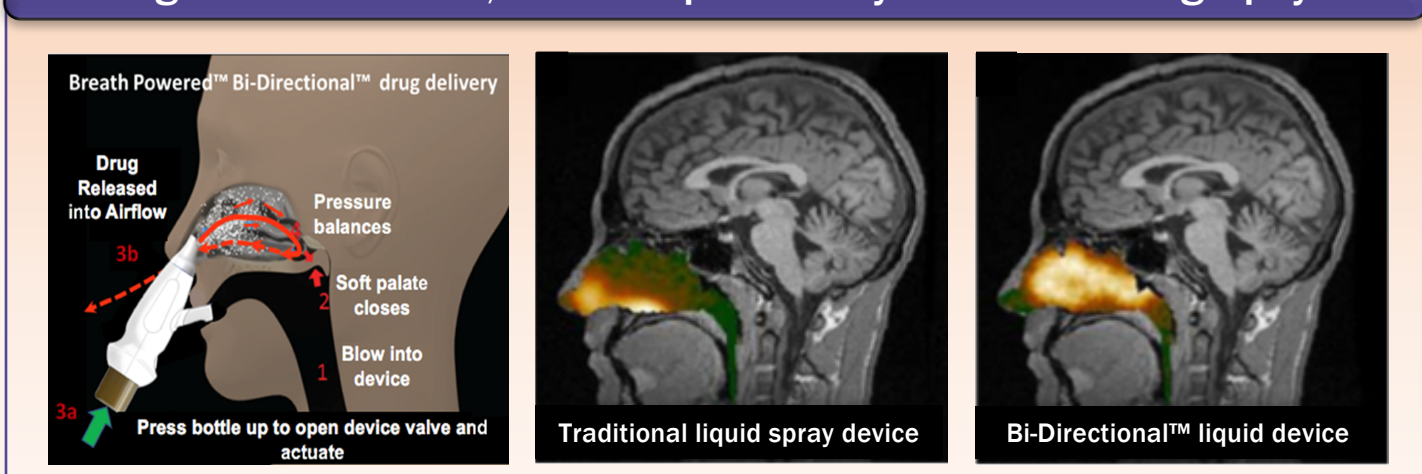 Breath Powered™ Bi-Directional™ drug delivery
Drug
Released
into Airflow
Pressure
balances
3
3b
Soft palate
closes
2
Blow into
device
1
3a
Press bottle up to open device valve and
actuate
Traditional liquid spray device
Bi-Directional™ liquid device